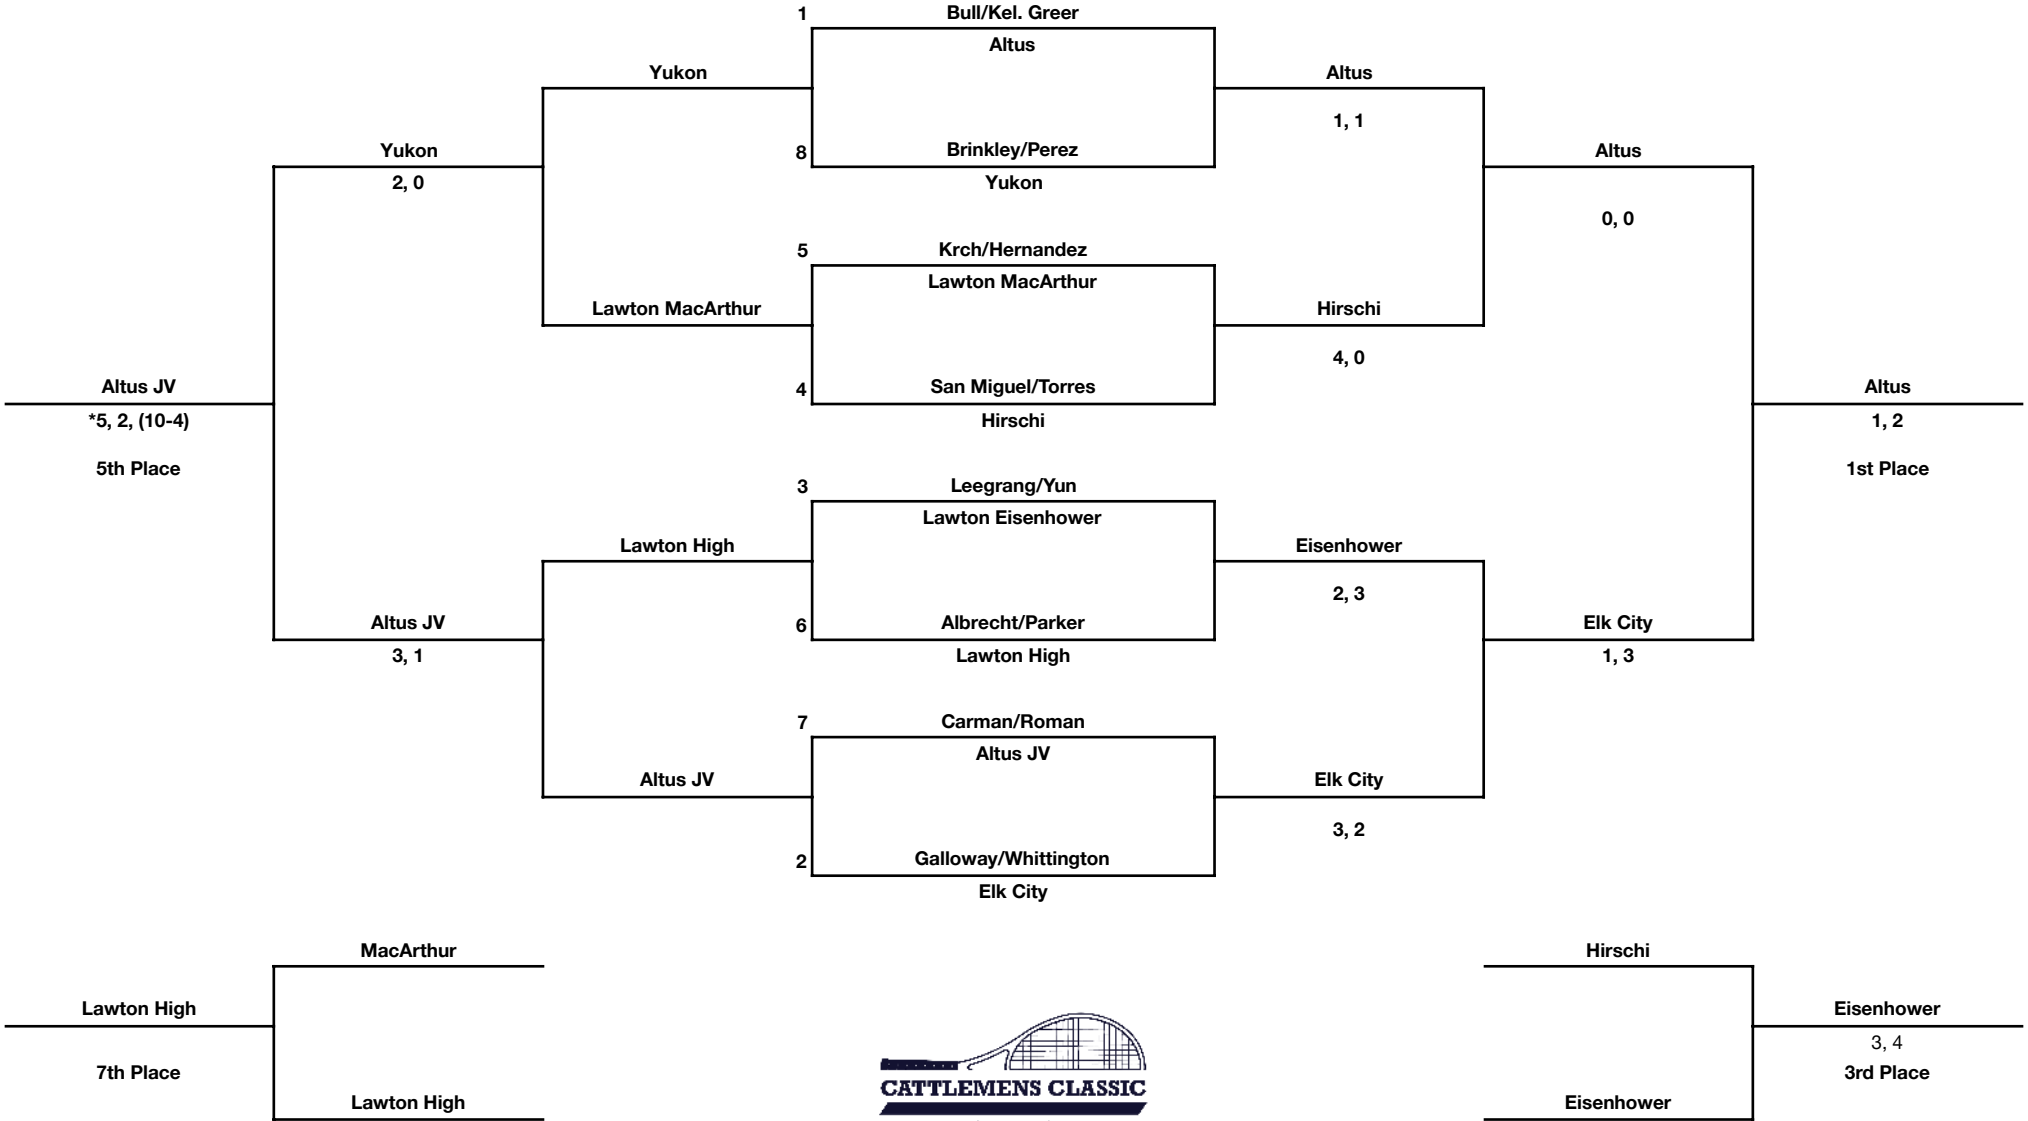 1 Bull/Kel. Greer
Altus
Yukon
Altus
1, 1
Yukon
8 Brinkley/Perez
Altus
2, 0
Yukon
0, 0
5 Krch/Hernandez
Lawton MacArthur
Lawton MacArthur
Hirschi
4, 0
Altus JV
4 San Miguel/Torres
Altus
*5, 2, (10-4)
Hirschi
1, 2
5th Place
1st Place
3 Leegrang/Yun
Lawton Eisenhower
Lawton High
Eisenhower
2, 3
Altus JV
6 Albrecht/Parker
Elk City
3, 1
Lawton High
1, 3
7 Carman/Roman
Altus JV
Altus JV
Elk City
3, 2
2 Galloway/Whittington
Elk City
MacArthur
Hirschi
Lawton High
Eisenhower
3, 4
7th Place
3rd Place
CATTLEMENS CLASSIC
Lawton High
Eisenhower